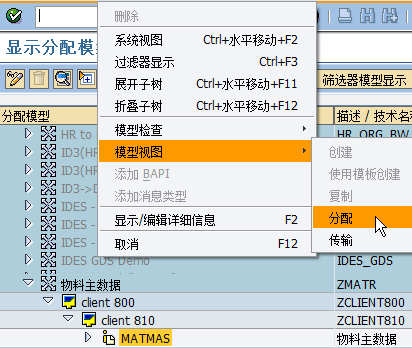 删除
系统视图 Ctrl+水平移动+F2
过滤器显示 Ctrl+F3
展开子树 Ctrl+水平移动+F11
折叠子树 Ctrl+水平移动+F12
模型检查
模型视图
添加 BAPI
添加消息类型
显示/编辑详细信息 F2
取消 F12
创建
使用模板创建
复制
分配
传输
显示分配模
筛选器模型显示
分配模型 描述 / 技术名
HR to HR_ORG_BW
ID3(HR
ID3(HR
ID3->D
IDES -
IDES -
IDES GDS Demo IDES_GDS
IDES -
物料主数据 ZMATR
client 800 ZCLIENT800
client 810 ZCLIENT810
MATMAS 物料主数据